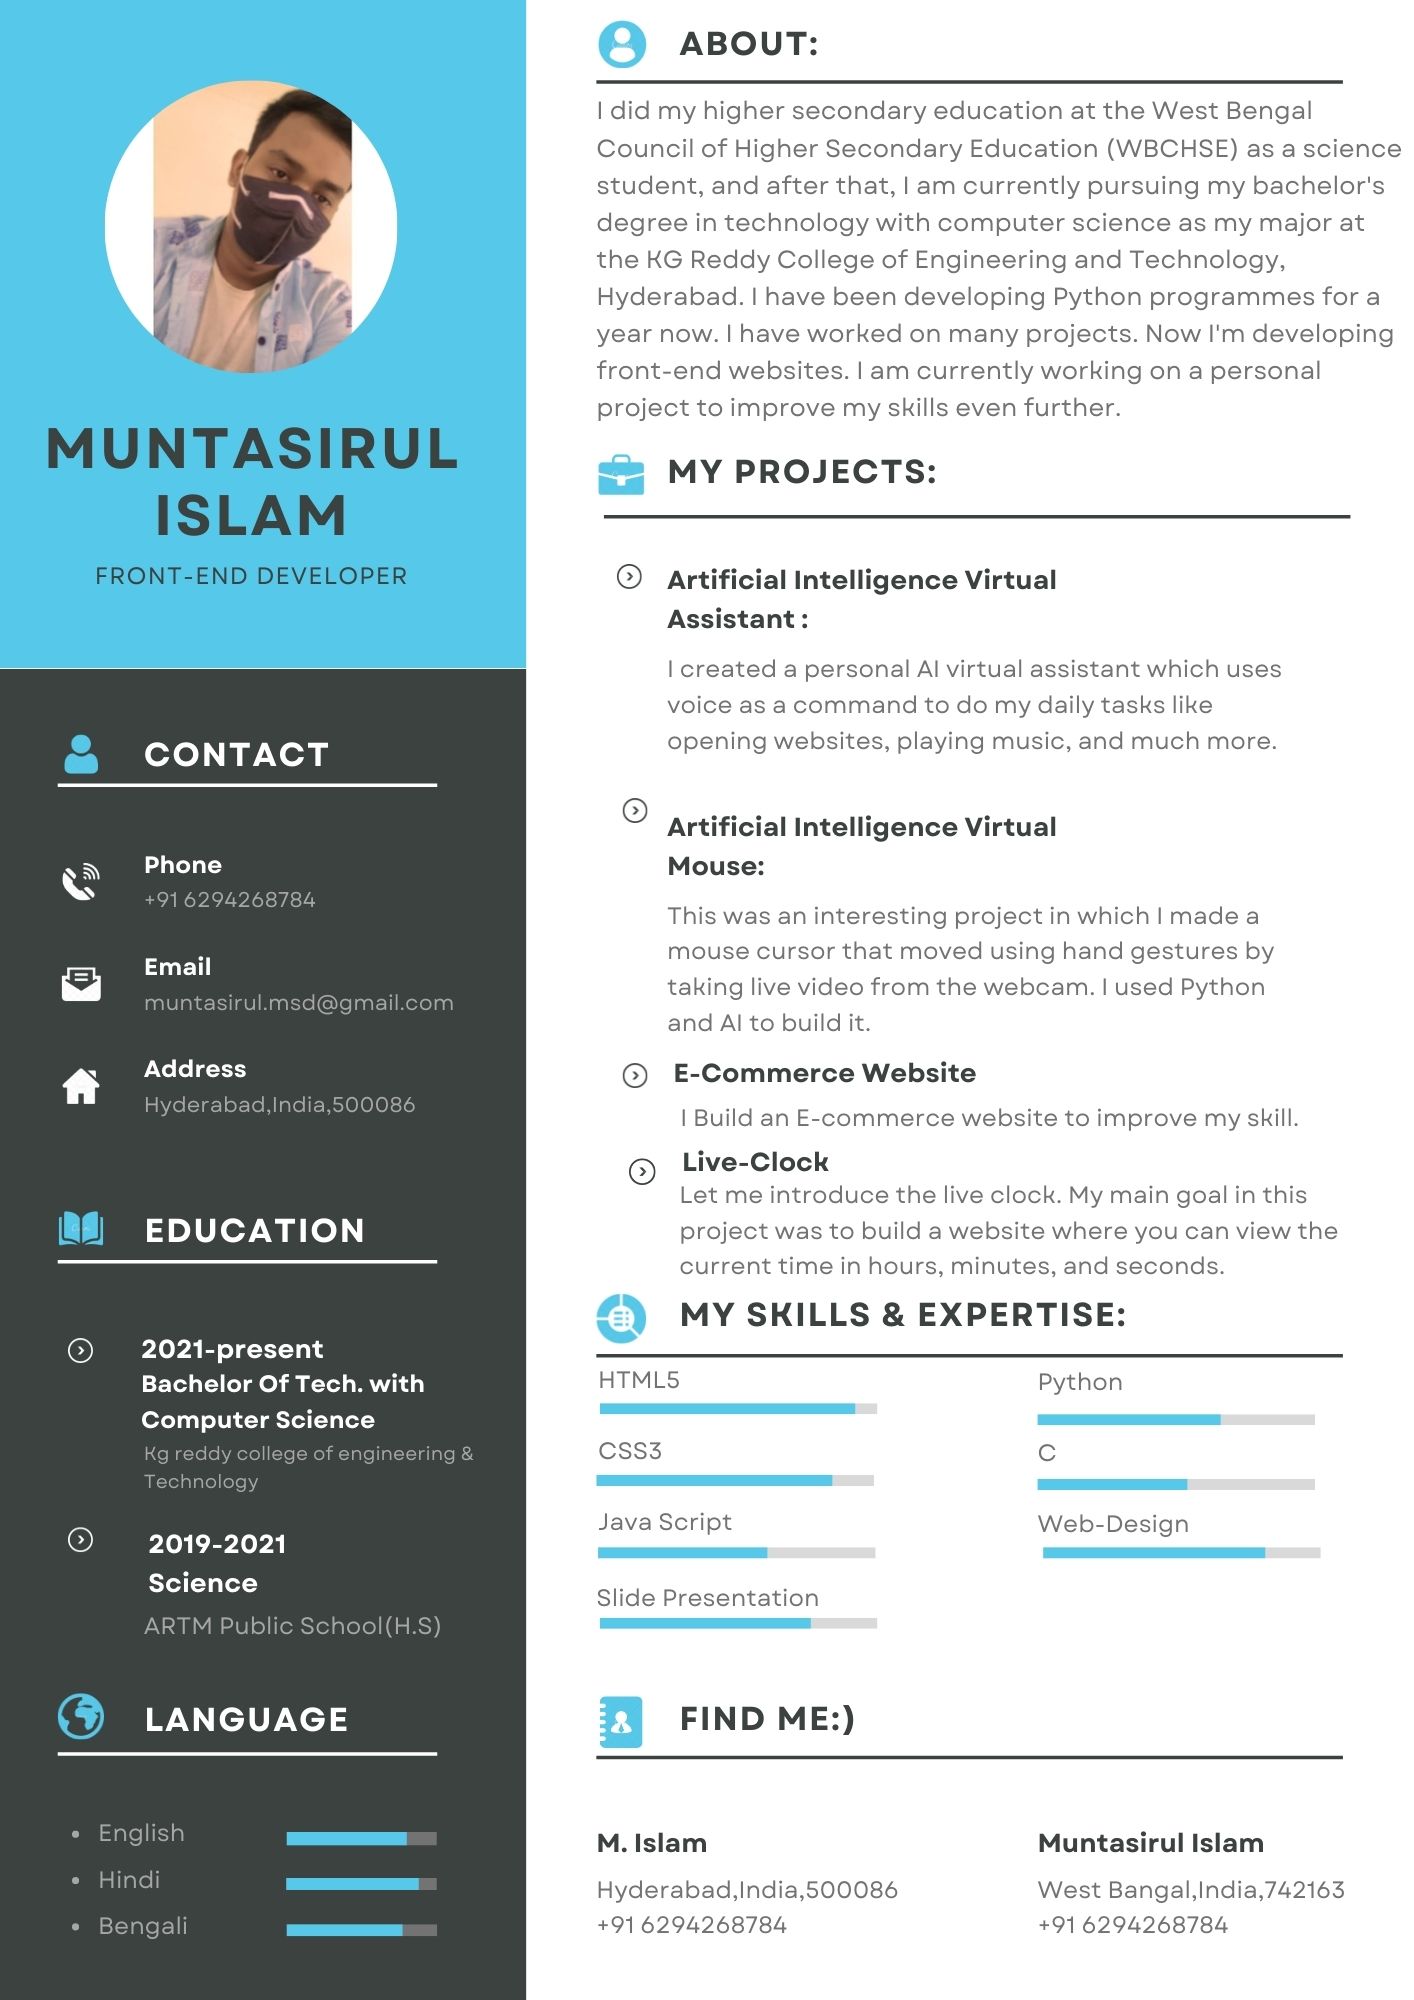 MUNTASIRUL
ISLAM
FRONT-END DEVELOPER
CONTACT
Phone
+91 6294268784
Email
muntasirul.msd@gmail.com
Address
Hyderabad,India,500086
EDUCATION
2021-present
Bachelor Of Tech. with
Computer Science
Kg reddy college of engineering &
Technology
2019-2021
Science
ARTM Public School(H.S)
LANGUAGE
• English
• Hindi
• Bengali
ABOUT:
I did my higher secondary education at the West Bengal
Council of Higher Secondary Education (WBCHSE) as a science
student, and after that, I am currently pursuing my bachelor's
degree in technology with computer science as my major at
the KG Reddy College of Engineering and Technology,
Hyderabad. I have been developing Python programmes for a
year now. I have worked on many projects. Now I'm developing
front-end websites. I am currently working on a personal
project to improve my skills even further.
MY PROJECTS:
Artificial Intelligence Virtual
Assistant :
I created a personal AI virtual assistant which uses
voice as a command to do my daily tasks like
opening websites, playing music, and much more.
Artificial Intelligence Virtual
Mouse:
This was an interesting project in which I made a
mouse cursor that moved using hand gestures by
taking live video from the webcam. I used Python
and AI to build it.
E-Commerce Website
I Build an E-commerce website to improve my skill.
Live-Clock
Let me introduce the live clock. My main goal in this
project was to build a website where you can view the
current time in hours, minutes, and seconds.
MY SKILLS & EXPERTISE:
HTML5
CSS3
Java Script
Slide Presentation
Python
C
Web-Design
FIND ME:)
M. Islam
Hyderabad,India,500086
+91 6294268784
Muntasirul Islam
West Bangal,India,742163
+91 6294268784